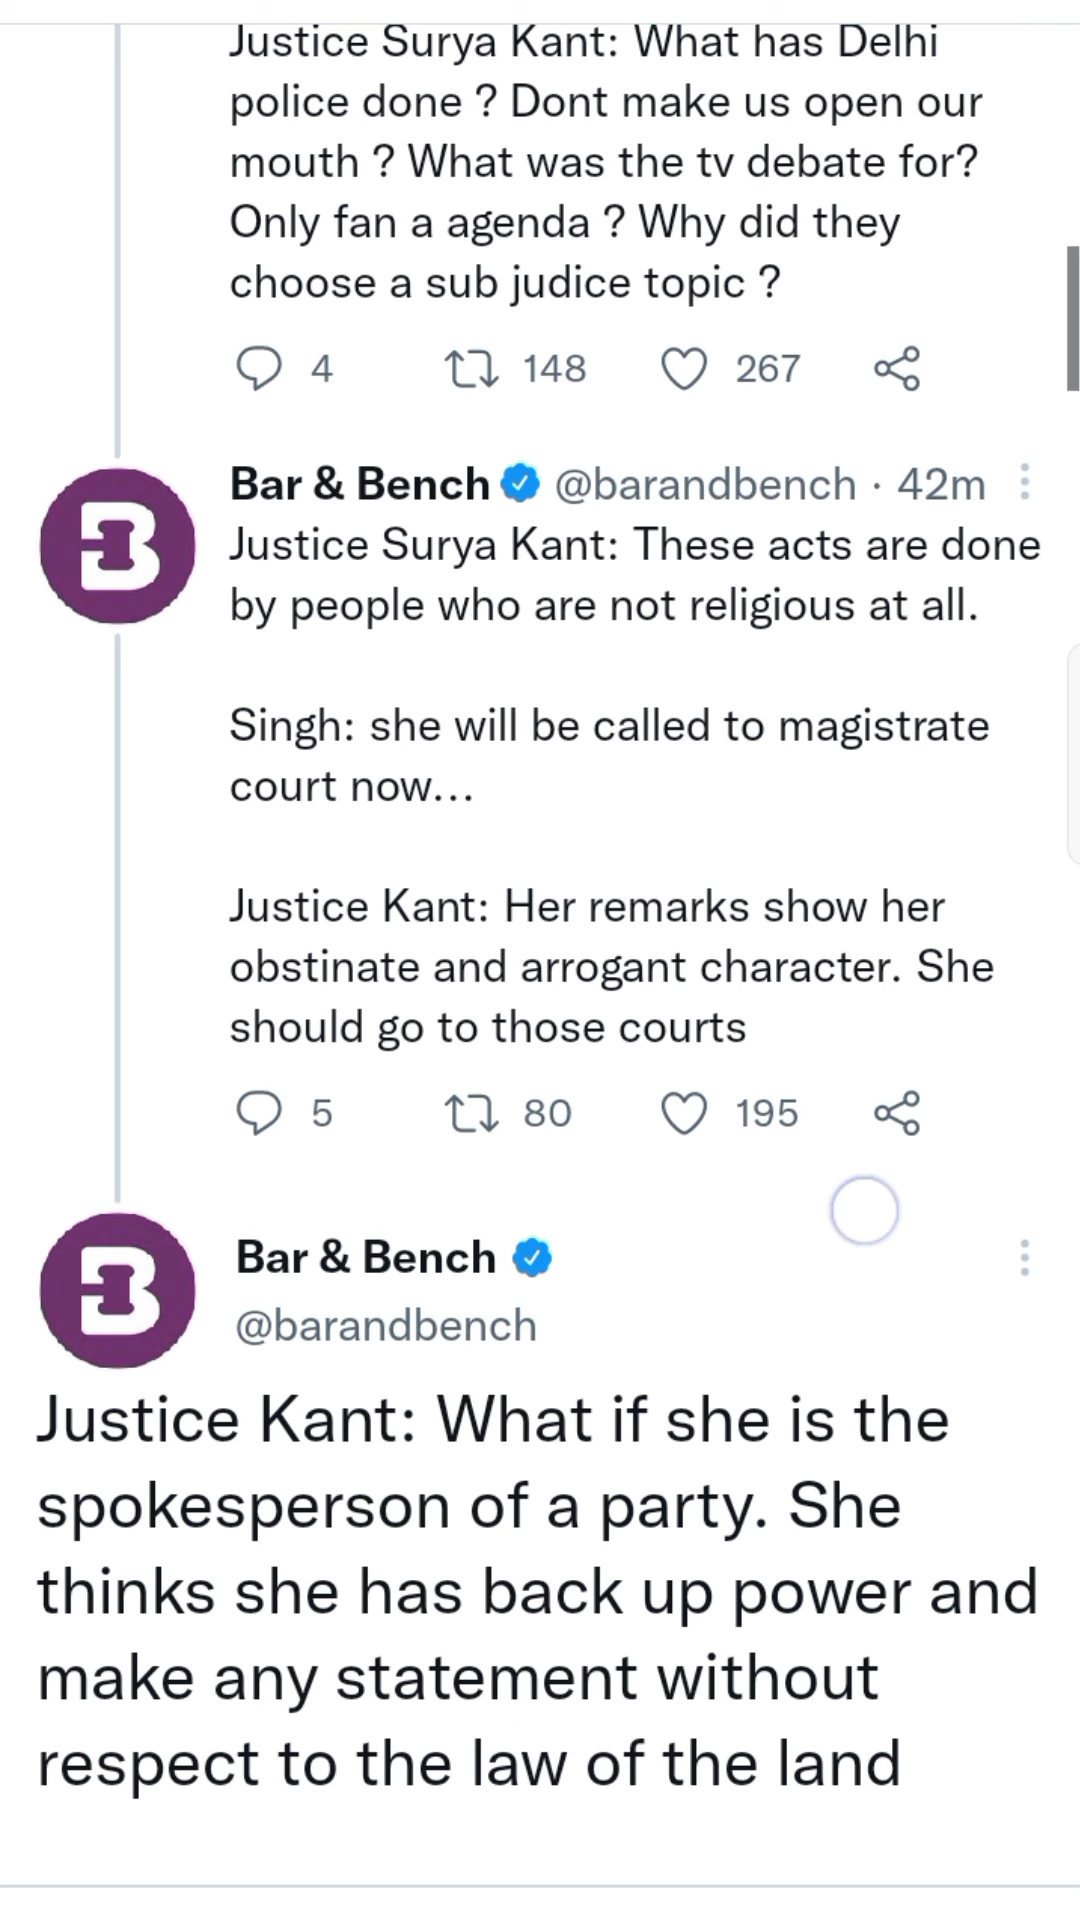 Justice Surya Kant: What has Delhi
police done ? Dont make us open our
mouth ? What was the tv debate for?
Only fan a agenda ? Why did they
choose a sub judice topic ?
4 148 267
Bar & Bench @barandbench · 42m
Justice Surya Kant: These acts are done
by people who are not religious at all.
Singh: she will be called to magistrate
court now...
Justice Kant: Her remarks show her
obstinate and arrogant character. She
should go to those courts
5 80 195
Bar & Bench
@barandbench
Justice Kant: What if she is the
spokesperson of a party. She
thinks she has back up power and
make any statement without
respect to the law of the land